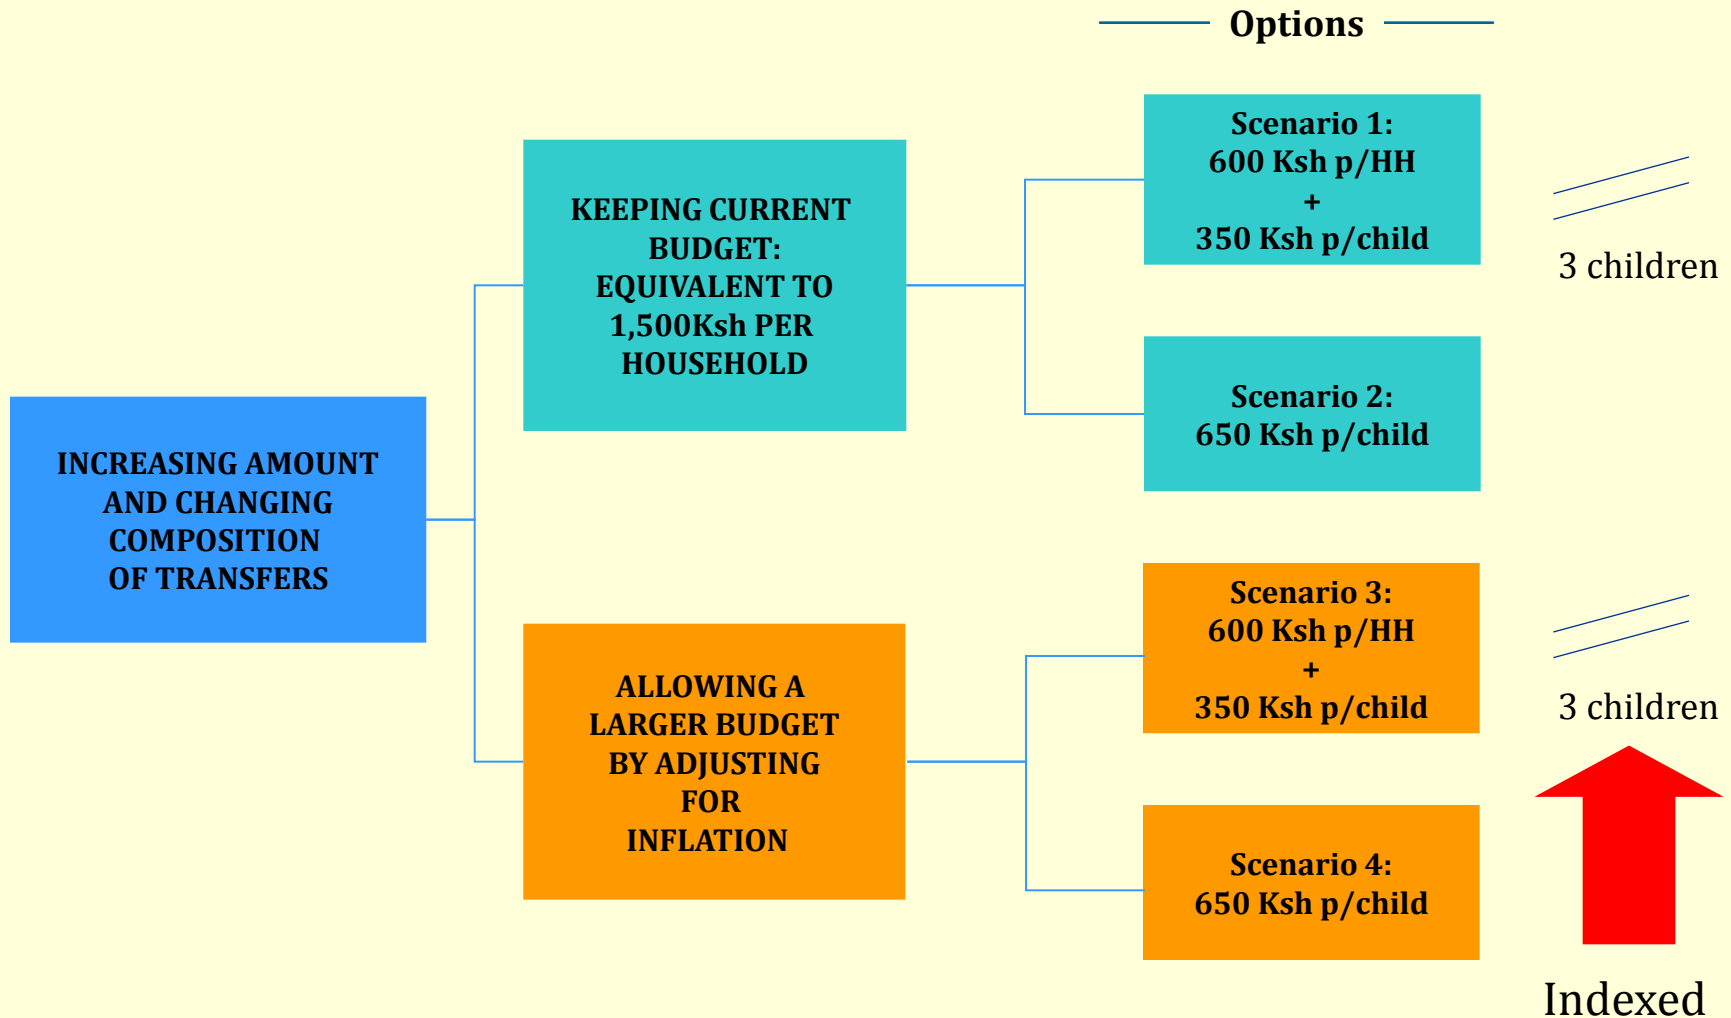 Options
INCREASING AMOUNT
AND CHANGING
COMPOSITION
OF TRANSFERS
KEEPING CURRENT
BUDGET:
EQUIVALENT TO
1,500Ksh PER
HOUSEHOLD
Scenario 1:
600 Ksh p/HH
+
350 Ksh p/child
3 children
Scenario 2:
650 Ksh p/child
ALLOWING A
LARGER BUDGET
BY ADJUSTING
FOR
INFLATION
Scenario 3:
600 Ksh p/HH
+
350 Ksh p/child
3 children
Scenario 4:
650 Ksh p/child
Indexed